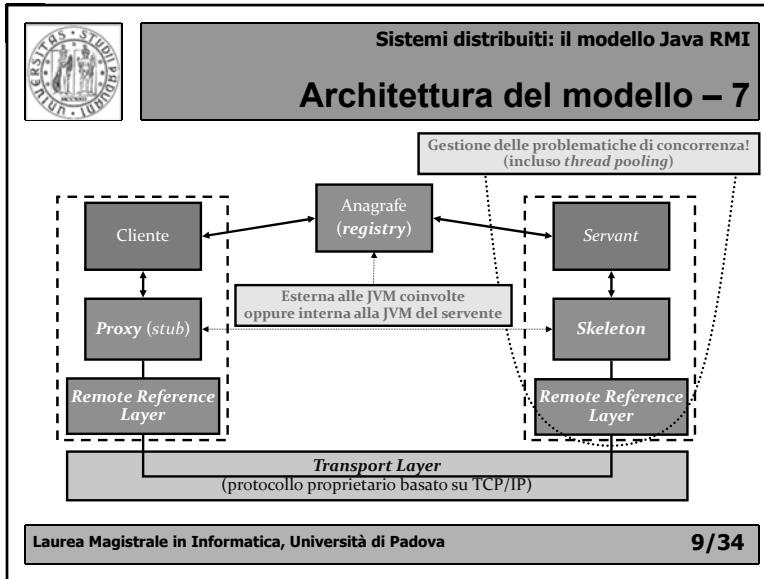 Sistemi distribuiti: il modello Java RMI
Architettura del modello – 7
Gestione delle problematiche di concorrenza!
(incluso thread pooling)
Cliente
Anagrafe
(registry)
Servant
Esterna alle JVM coinvolte
oppure interna alla JVM del servente
Proxy (stub)
Skeleton
Remote Reference
Layer
Remote Reference
Layer
Transport Layer
(protocollo proprietario basato su TCP/IP)
Laurea Magistrale in Informatica, Università di Padova
9/34